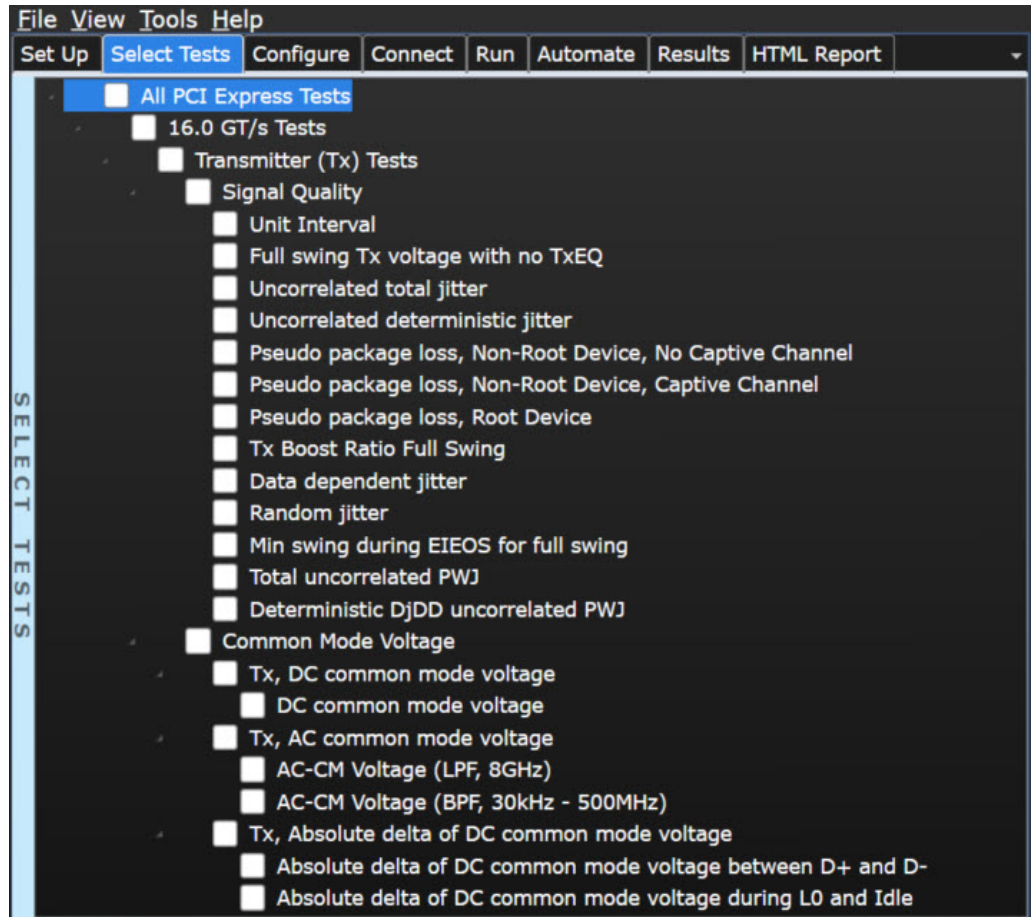 File View Tools Help
Set Up Select Tests Configure Connect Run Automate Results HTML Report
SELECT TESTS
All PCI Express Tests
16.0 GT/s Tests
Transmitter (Tx) Tests
Signal Quality
Unit Interval
Full swing Tx voltage with no TxEQ
Uncorrelated total jitter
Uncorrelated deterministic jitter
Pseudo package loss, Non-Root Device, No Captive Channel
Pseudo package loss, Non-Root Device, Captive Channel
Pseudo package loss, Root Device
Tx Boost Ratio Full Swing
Data dependent jitter
Random jitter
Min swing during EIEOS for full swing
Total uncorrelated PWJ
Deterministic DjDD uncorrelated PWJ
Common Mode Voltage
Tx, DC common mode voltage
DC common mode voltage
Tx, AC common mode voltage
AC-CM Voltage (LPF, 8GHz)
AC-CM Voltage (BPF, 30kHz - 500MHz)
Tx, Absolute delta of DC common mode voltage
Absolute delta of DC common mode voltage between D+ and D-
Absolute delta of DC common mode voltage during L0 and Idle